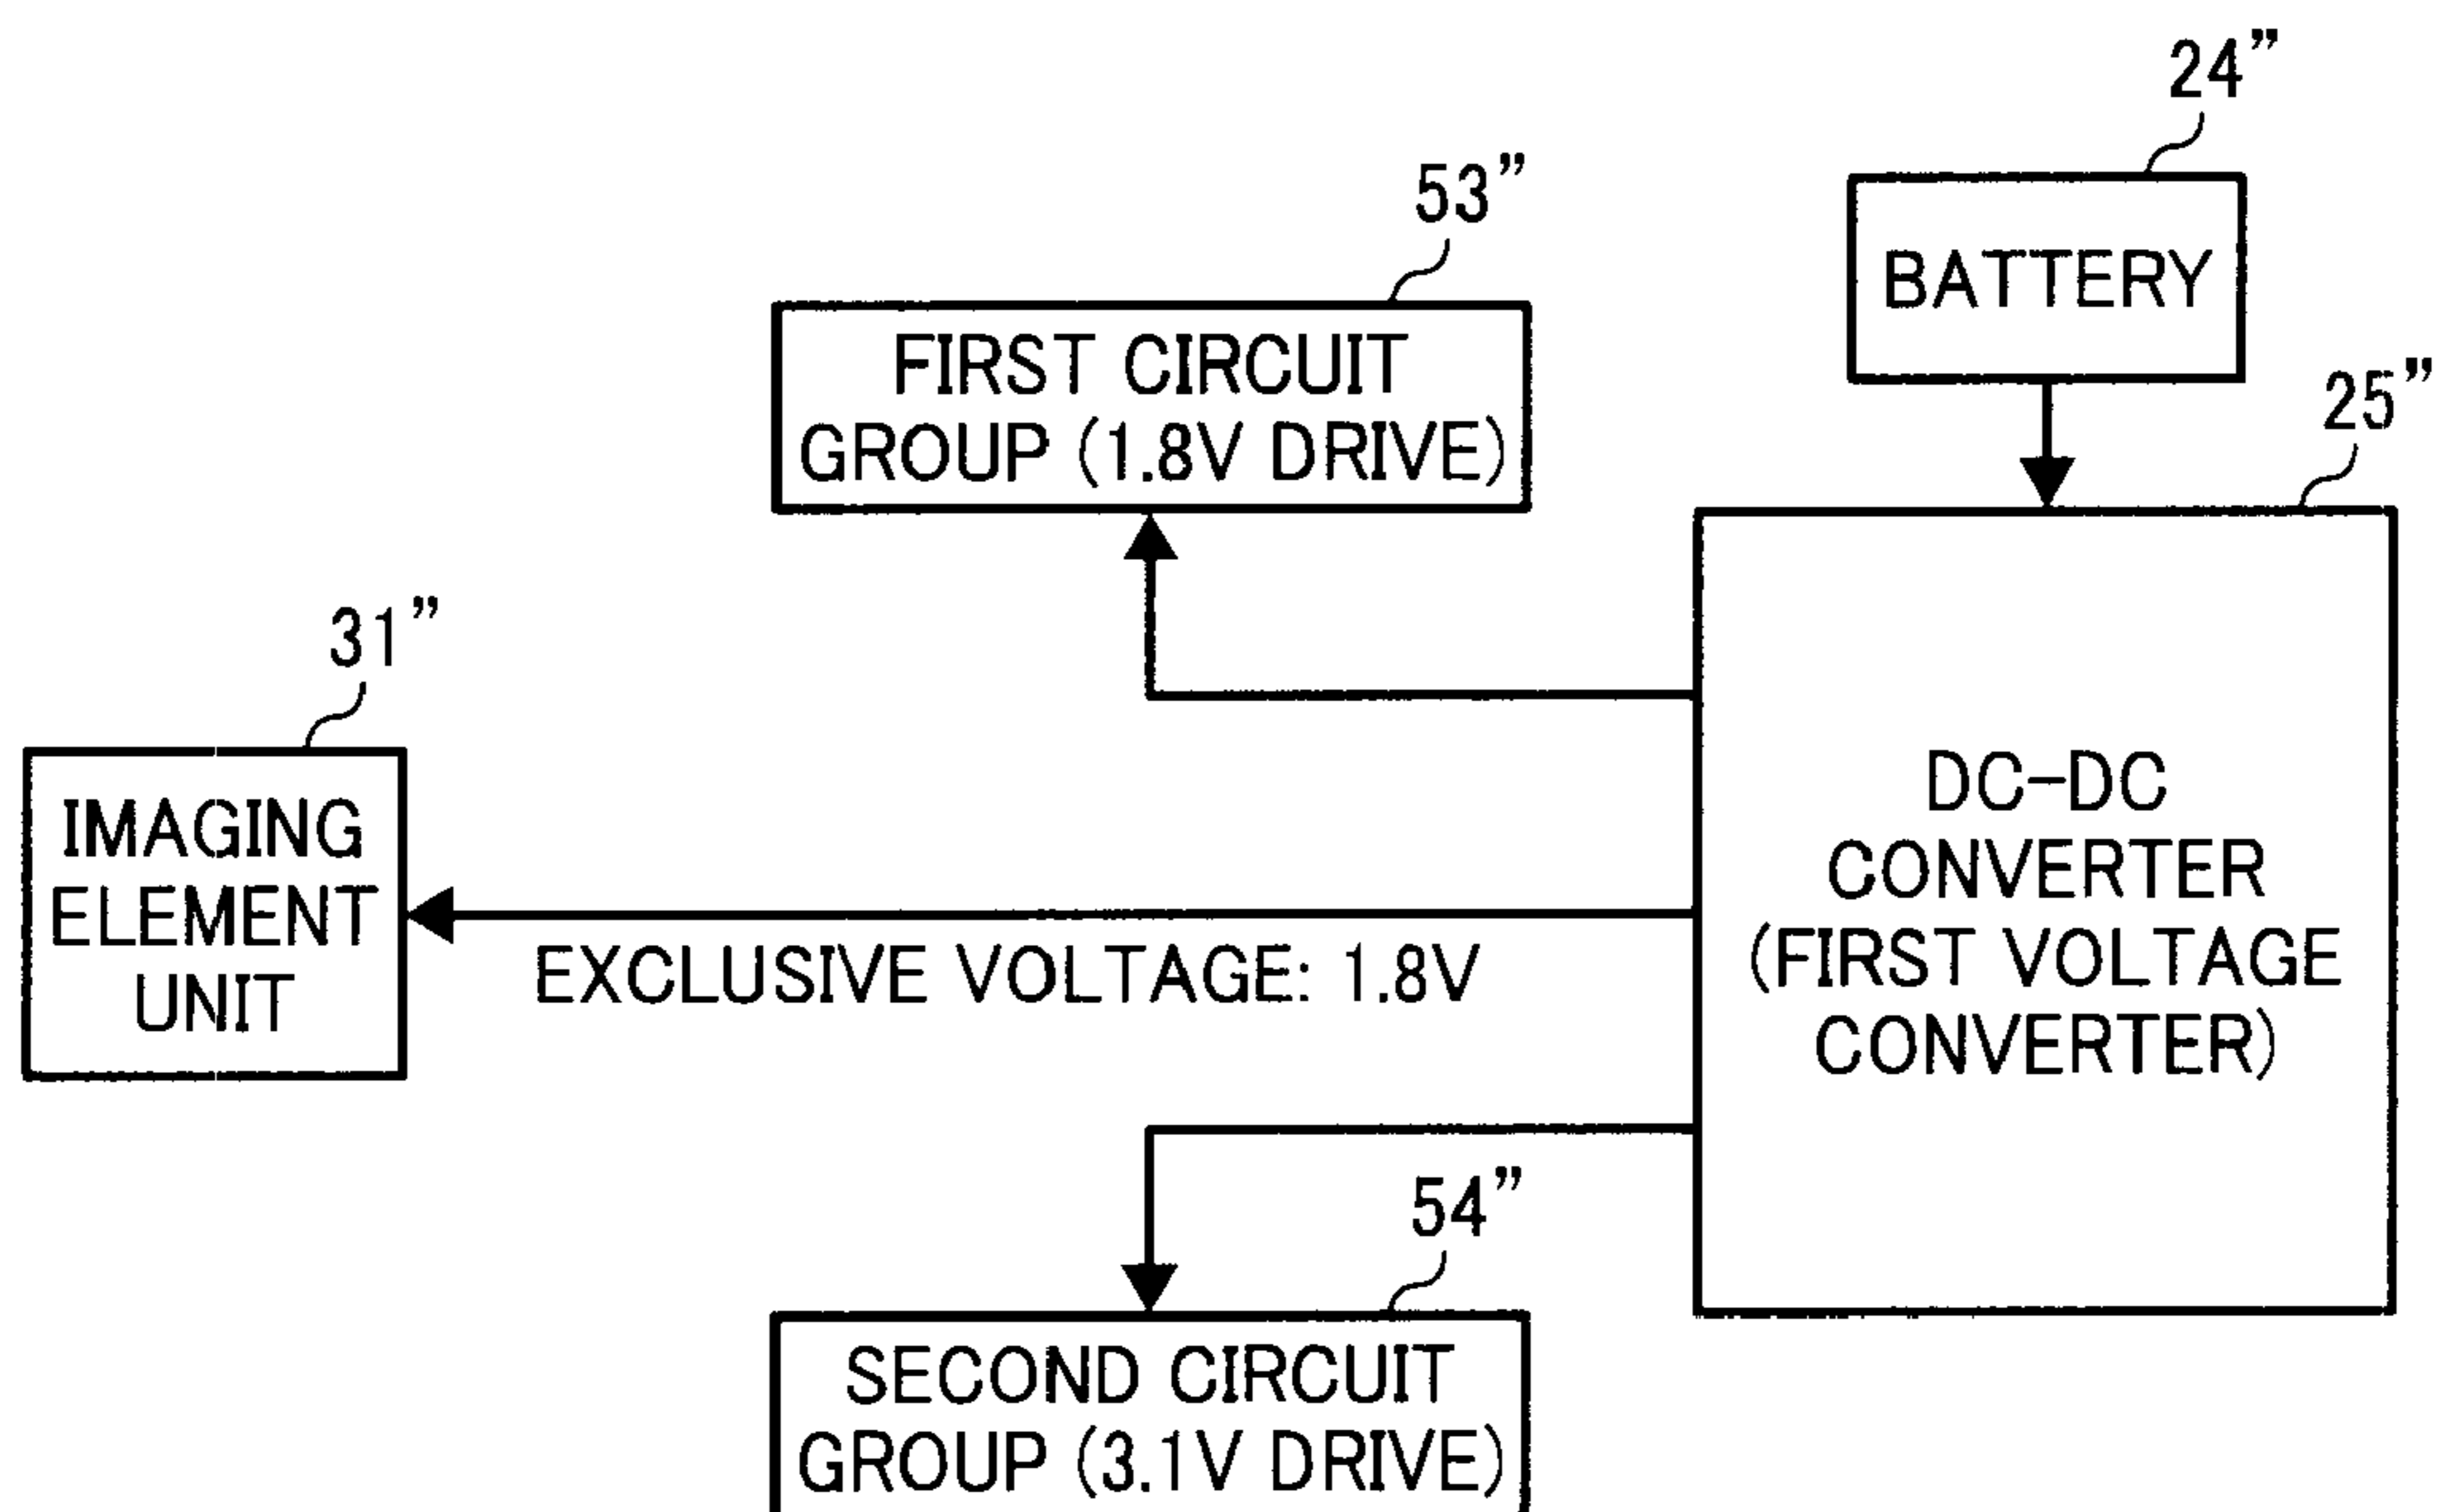 24”
BATTERY
53”
FIRST CIRCUIT
GROUP (1.8V DRIVE)
25”
DC-DC
CONVERTER
(FIRST VOLTAGE
CONVERTER)
31”
IMAGING
ELEMENT
UNIT
EXCLUSIVE VOLTAGE: 1.8V
54”
SECOND CIRCUIT
GROUP (3.1V DRIVE)